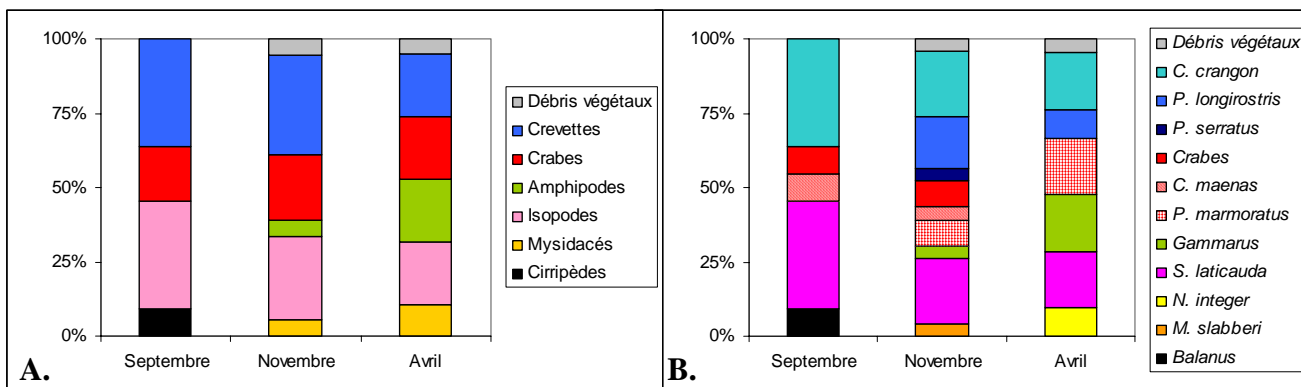 100%
75%
50%
25%
0%
Septembre
Novembre
Avril
Débris végétaux
Crevettes
Crabes
Amphipodes
Isopodes
Mysidacés
Cirripèdes
A.
100%
75%
50%
25%
0%
Septembre
Novembre
Avril
Débris végétaux
C. crangon
P. longirostris
P. serratus
Crabes
C. maenas
P. marmoratus
Gammarus
S. laticauda
N. integer
M. slabberi
Balanus
B.